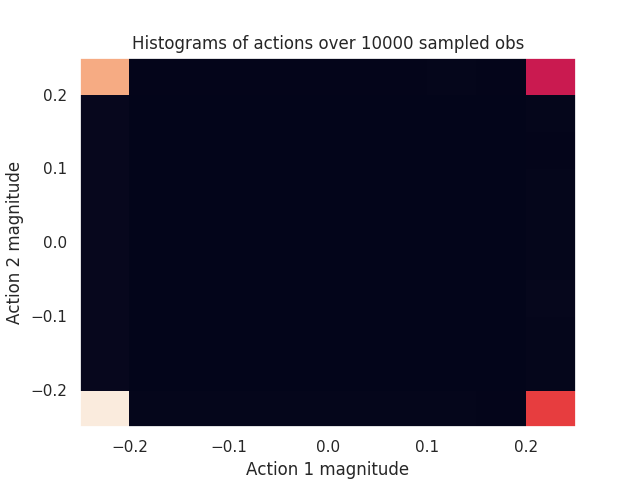 Histograms of actions over 10000 sampled obs
0.2
0.1
0.0
−0.1
−0.2
Action 2 magnitude
−0.2 −0.1 0.0 0.1 0.2
Action 1 magnitude